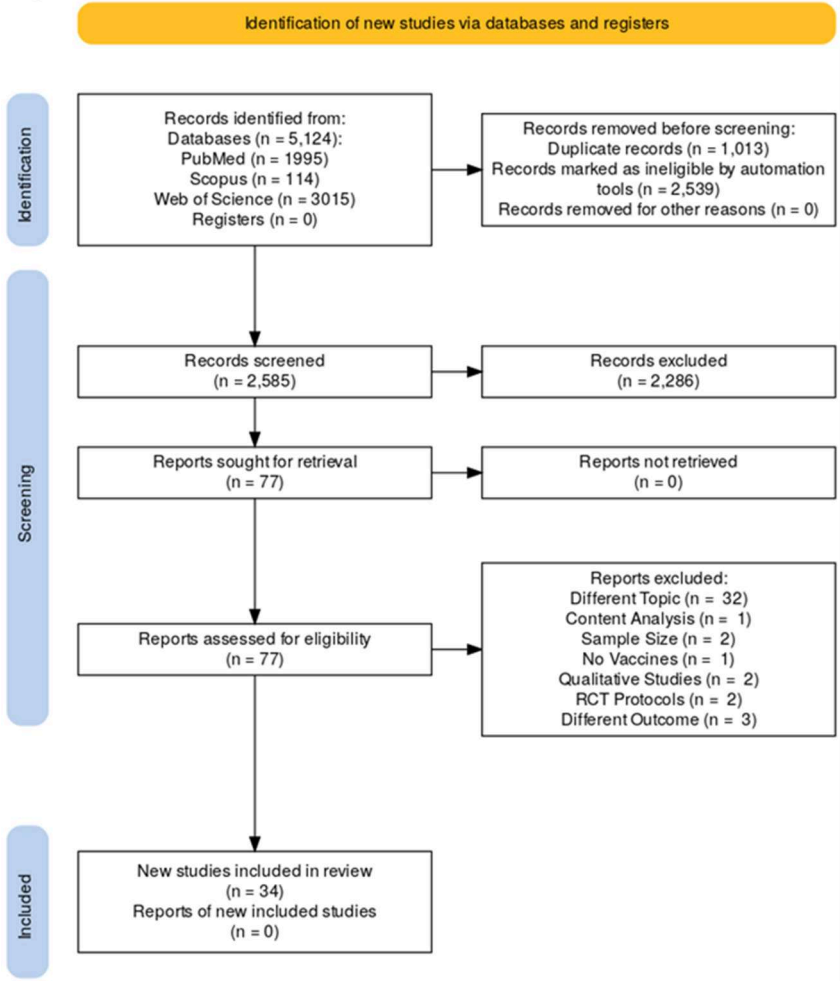 Identification of new studies via databases and registers
Identification
Records identified from:
Databases (n = 5,124):
PubMed (n = 1995)
Scopus (n = 114)
Web of Science (n = 3015)
Registers (n = 0)
Records removed before screening:
Duplicate records (n = 1,013)
Records marked as ineligible by automation
tools (n = 2,539)
Records removed for other reasons (n = 0)
Screening
Records screened
(n = 2,585)
Records excluded
(n = 2,286)
Reports sought for retrieval
(n = 77)
Reports not retrieved
(n = 0)
Reports assessed for eligibility
(n = 77)
Reports excluded:
Different Topic (n = 32)
Content Analysis (n = 1)
Sample Size (n = 2)
No Vaccines (n = 1)
Qualitative Studies (n = 2)
RCT Protocols (n = 2)
Different Outcome (n = 3)
Included
New studies included in review
(n = 34)
Reports of new included studies
(n = 0)